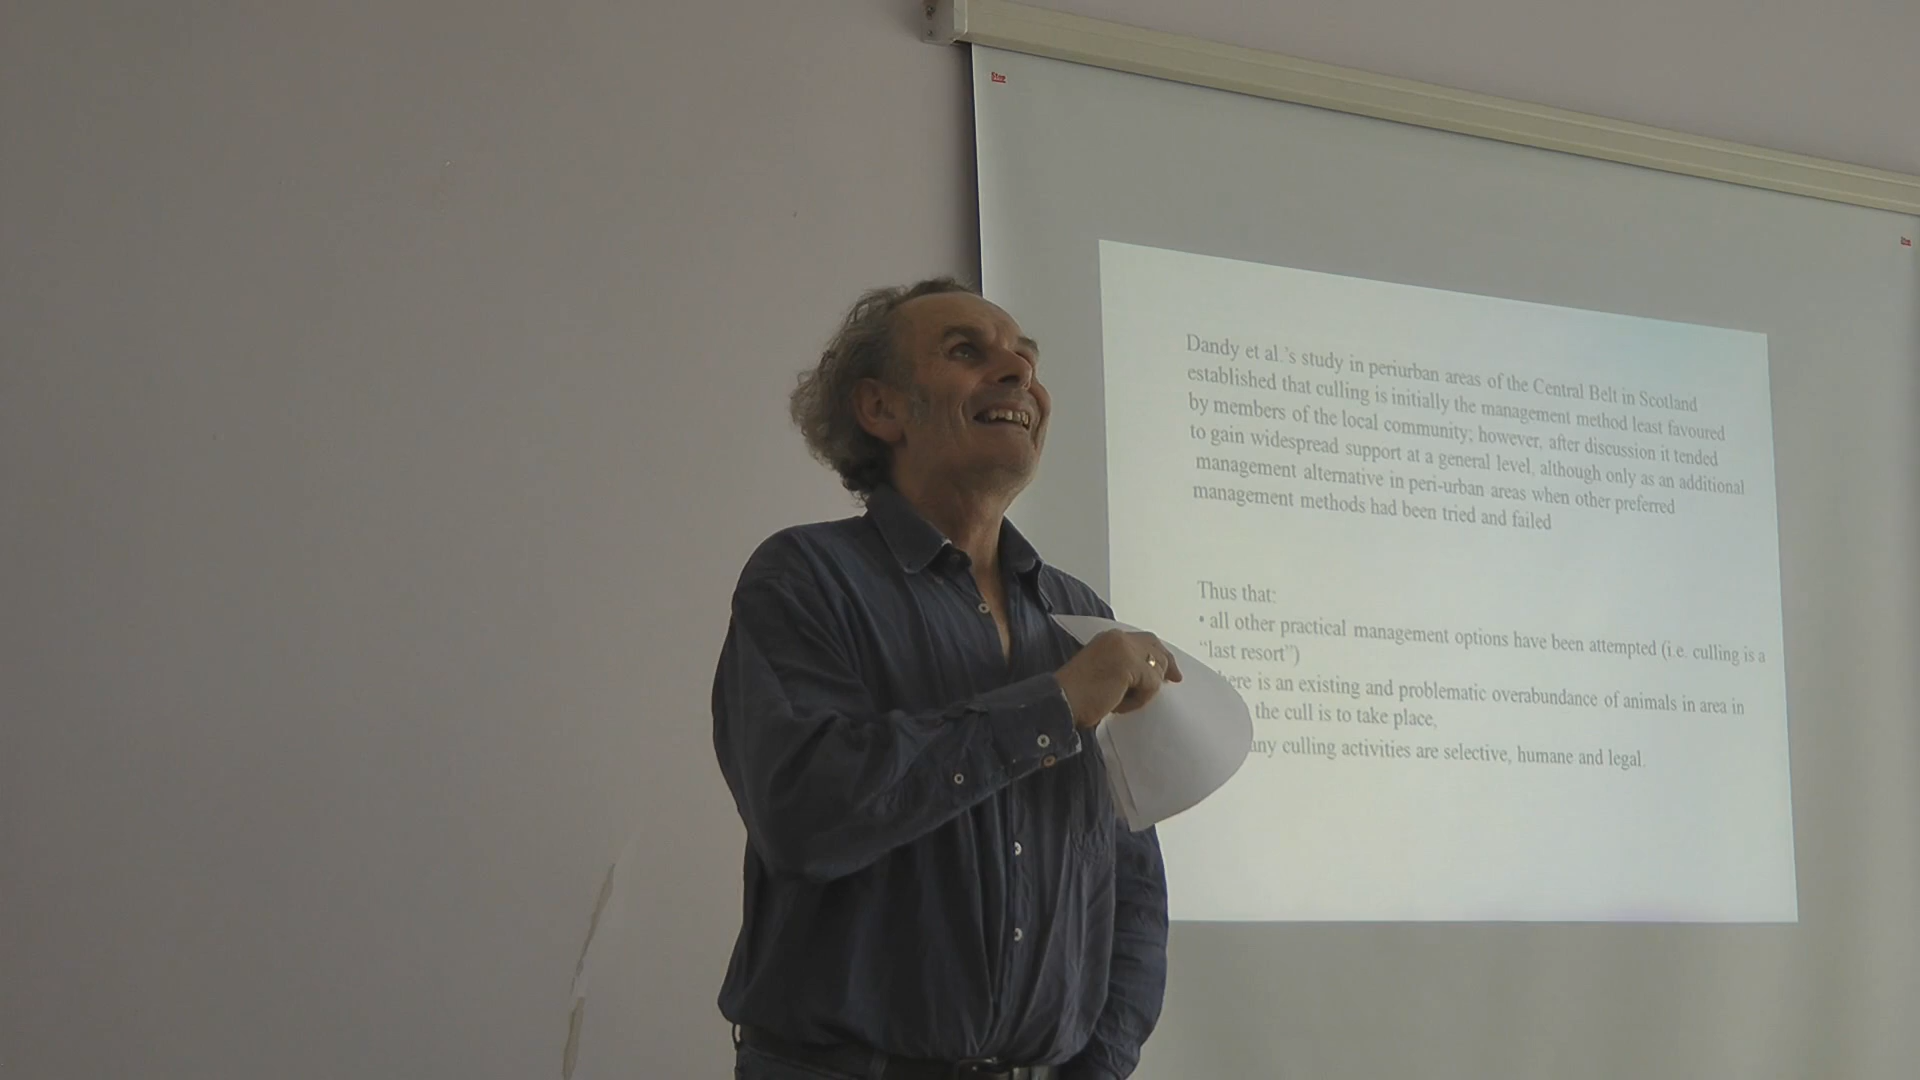 Stop
Stop
Dandy et al.'s study in periurban areas of the Central Belt in Scotland
established that culling is initially the management method least favoured
by members of the local community; however, after discussion it tended
to gain widespread support at a general level, although only as an additional
management alternative in peri-urban areas when other preferred
management methods had been tried and failed
Thus that:
• all other practical management options have been attempted (i.e. culling is a
“last resort”)
is an existing and problematic overabundance of animals in area in
the cull is to take place,
any culling activities are selective, humane and legal.